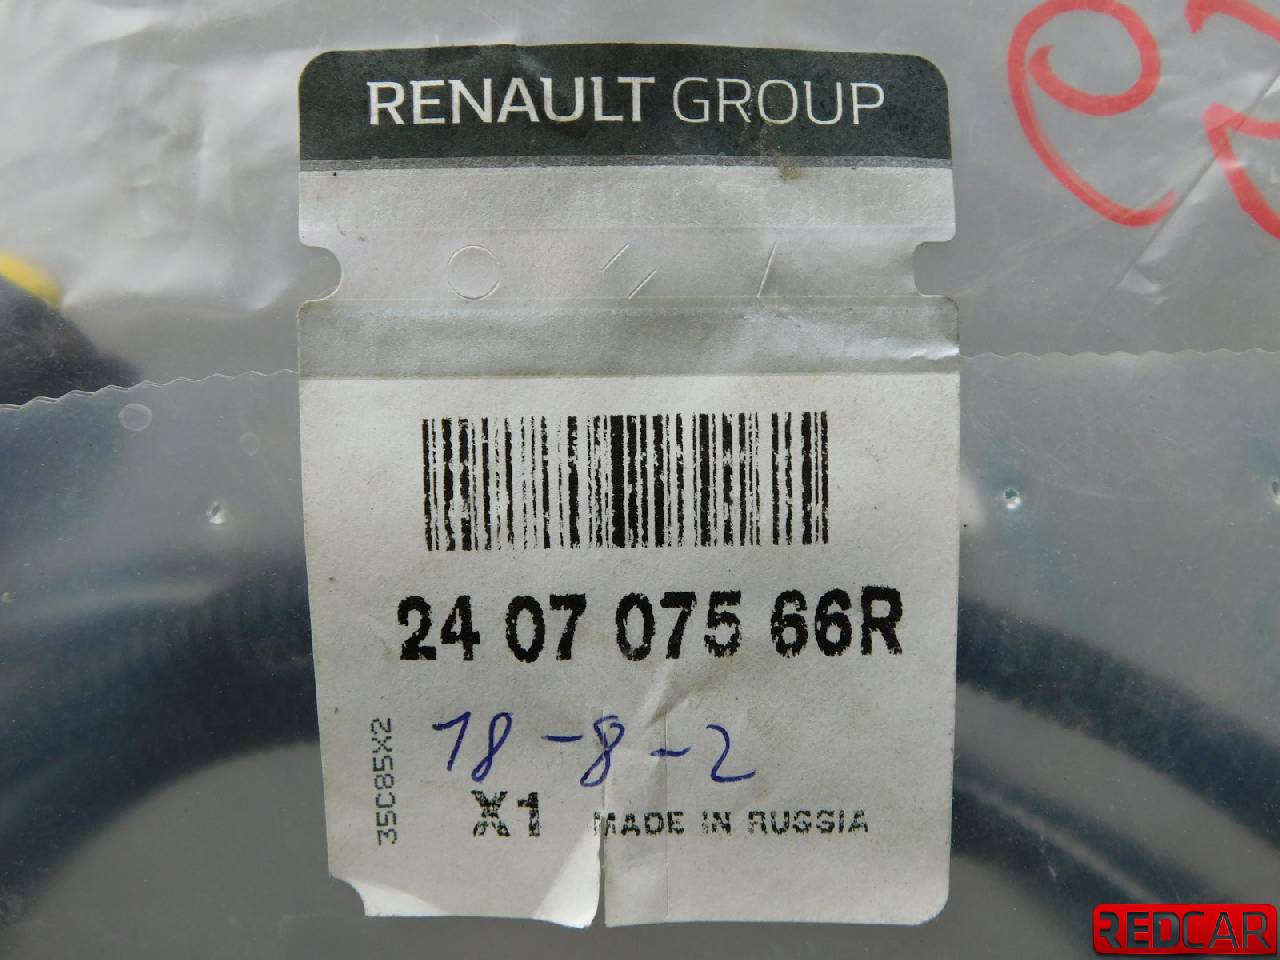 RENAULT GROUP
24 07 075 66R
18-8-2
35C85X2
X1 MADE IN RUSSIA
REDCAR